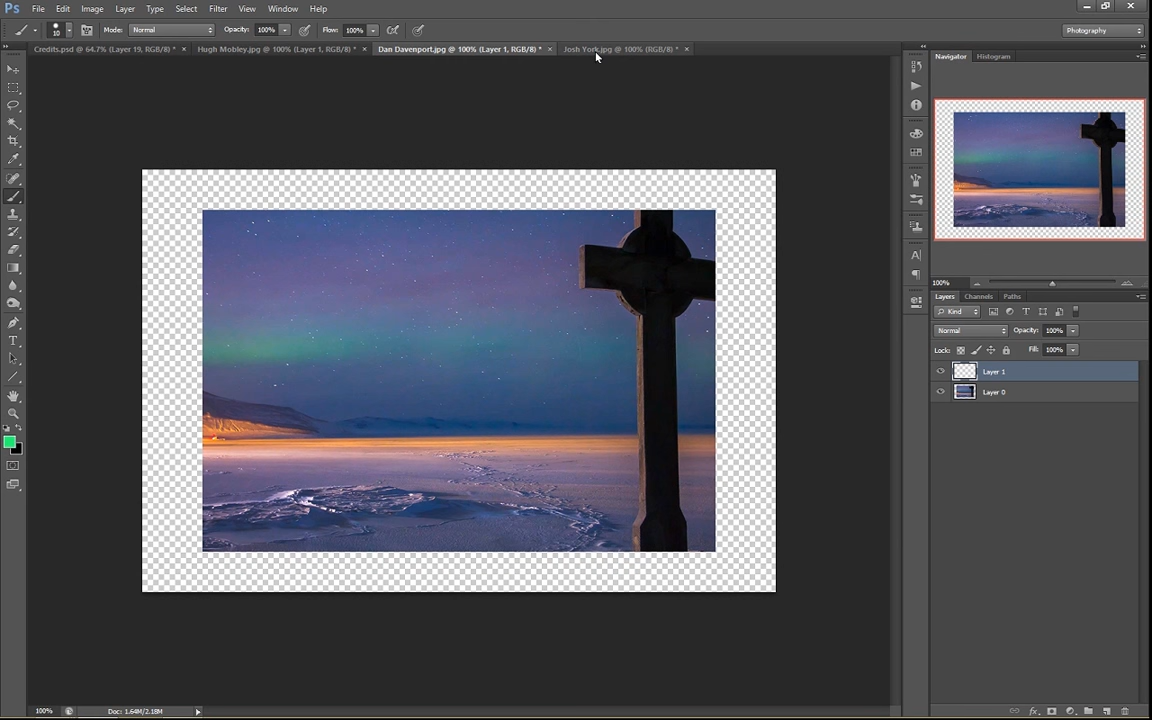 Ps File Edit Image Layer Type Select Filter View Window Help
10 Mode: Normal Opacity: 100% Flow: 100% Photography
Credits.psd @ 64.7% (Layer 19, RGB/8) * × Hugh Mobley.jpg @ 100% (Layer 1, RGB/8) * × Dan Davenport.jpg @ 100% (Layer 1, RGB/8) * × Josh York.jpg @ 100% (RGB/8) * ×
Navigator Histogram
100%
Layers Channels Paths
Kind
Normal Opacity: 100%
Lock: Fill: 100%
Layer 1
Layer 0
100% Doc: 1.64M/2.18M